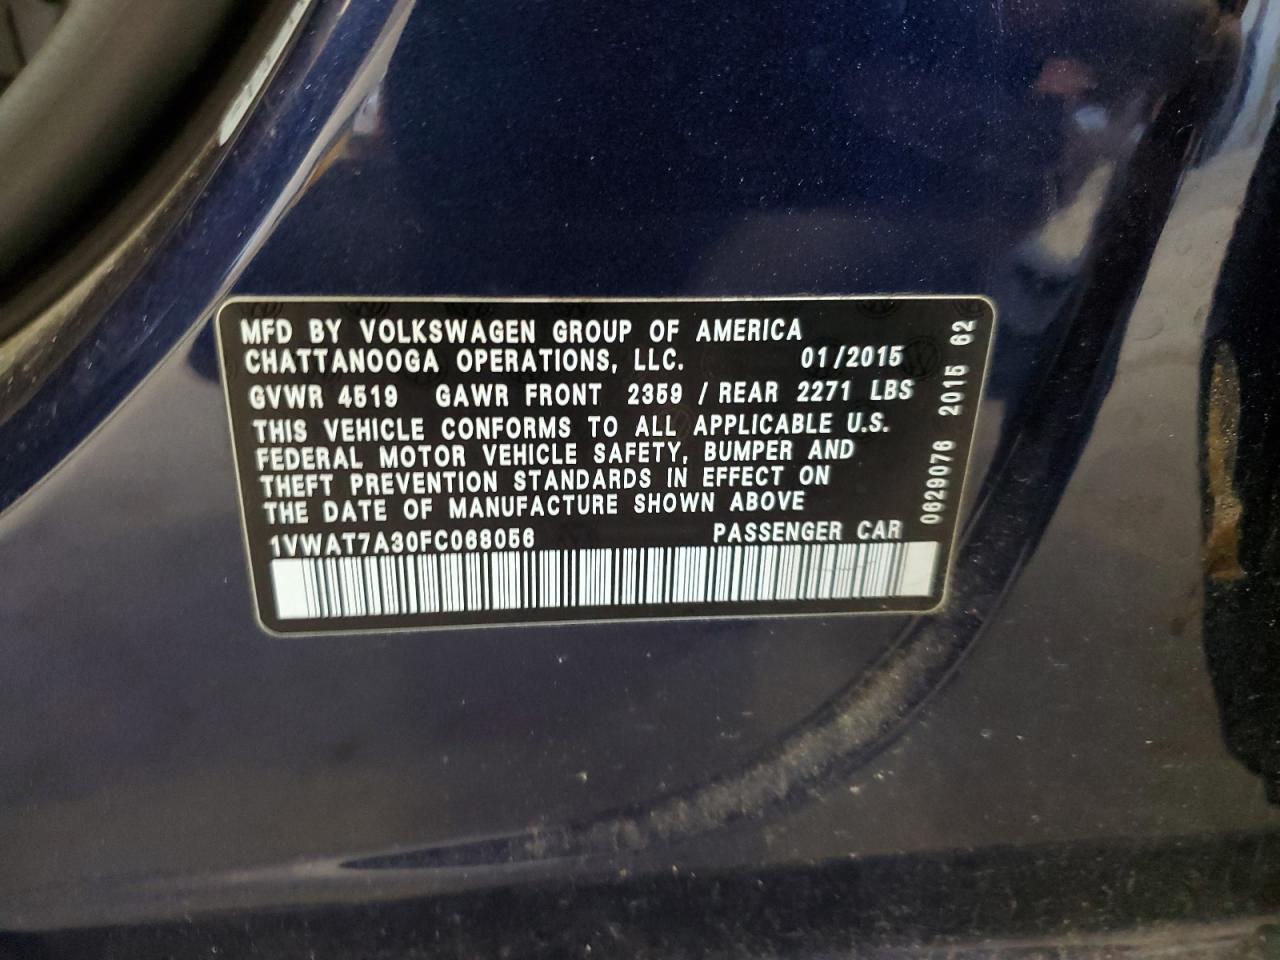 MFD BY VOLKSWAGEN GROUP OF AMERICA
CHATTANOOGA OPERATIONS, LLC. 01/2015
GVWR 4519 GAWR FRONT 2359 / REAR 2271 LBS
THIS VEHICLE CONFORMS TO ALL APPLICABLE U.S.
FEDERAL MOTOR VEHICLE SAFETY, BUMPER AND
THEFT PREVENTION STANDARDS IN EFFECT ON
THE DATE OF MANUFACTURE SHOWN ABOVE
1VWAT7A30FC068056 PASSENGER CAR
0629076 2015 62